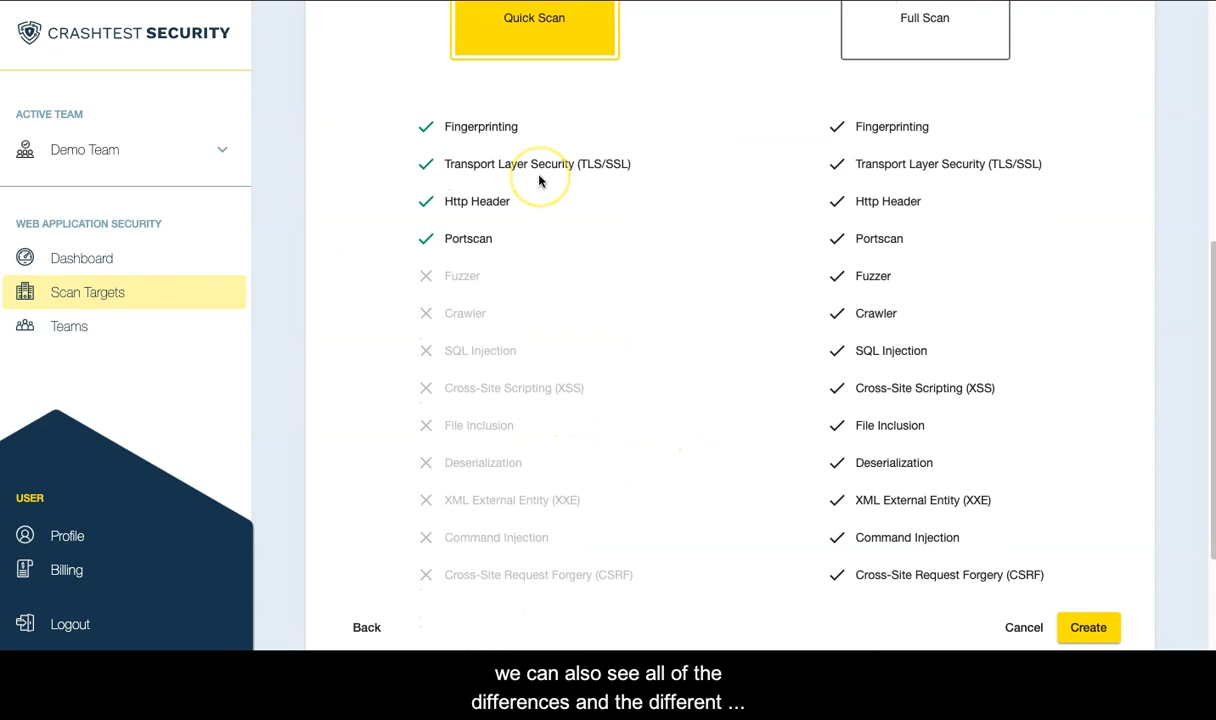 CRASHTEST SECURITY
ACTIVE TEAM
Demo Team
WEB APPLICATION SECURITY
Dashboard
Scan Targets
Teams
USER
Profile
Billing
Logout
Quick Scan
Fingerprinting
Transport Layer Security (TLS/SSL)
Http Header
Portscan
Fuzzer
Crawler
SQL Injection
Cross-Site Scripting (XSS)
File Inclusion
Deserialization
XML External Entity (XXE)
Command Injection
Cross-Site Request Forgery (CSRF)
Full Scan
Fingerprinting
Transport Layer Security (TLS/SSL)
Http Header
Portscan
Fuzzer
Crawler
SQL Injection
Cross-Site Scripting (XSS)
File Inclusion
Deserialization
XML External Entity (XXE)
Command Injection
Cross-Site Request Forgery (CSRF)
Back
Cancel
Create
we can also see all of the
differences and the different ...